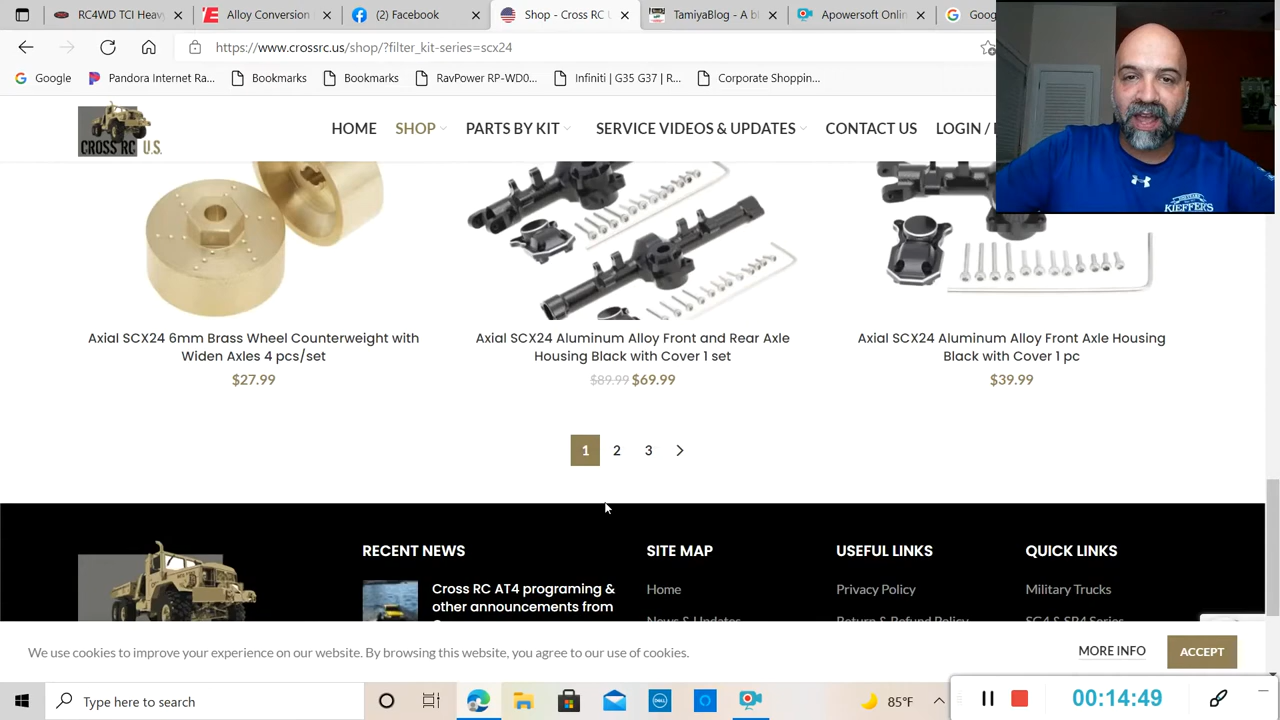 RC4WD TCI Heavy
Alloy Conversion
(2) Facebook
Shop - Cross RC U
TamiyaBlog - A b
Apowersoft Onli
Goog
https://www.crossrc.us/shop/?filter_kit-series=scx24
Google
Pandora Internet Ra...
Bookmarks
Bookmarks
RavPower RP-WD0...
Infiniti | G35 G37 | R...
Corporate Shoppin...
CROSS RC U.S.
HOME
SHOP
PARTS BY KIT
SERVICE VIDEOS & UPDATES
CONTACT US
LOGIN /
KIEFFER'S
Axial SCX24 6mm Brass Wheel Counterweight with
Widen Axles 4 pcs/set
$27.99
Axial SCX24 Aluminum Alloy Front and Rear Axle
Housing Black with Cover 1 set
$89.99 $69.99
Axial SCX24 Aluminum Alloy Front Axle Housing
Black with Cover 1 pc
$39.99
1 2 3
RECENT NEWS
Cross RC AT4 programing &
other announcements from
SITE MAP
Home
News & Updates
USEFUL LINKS
Privacy Policy
Return & Refund Policy
QUICK LINKS
Military Trucks
SG4 & SR4 Series
We use cookies to improve your experience on our website. By browsing this website, you agree to our use of cookies.
MORE INFO
ACCEPT
Type here to search
DELL
85°F
00:14:49